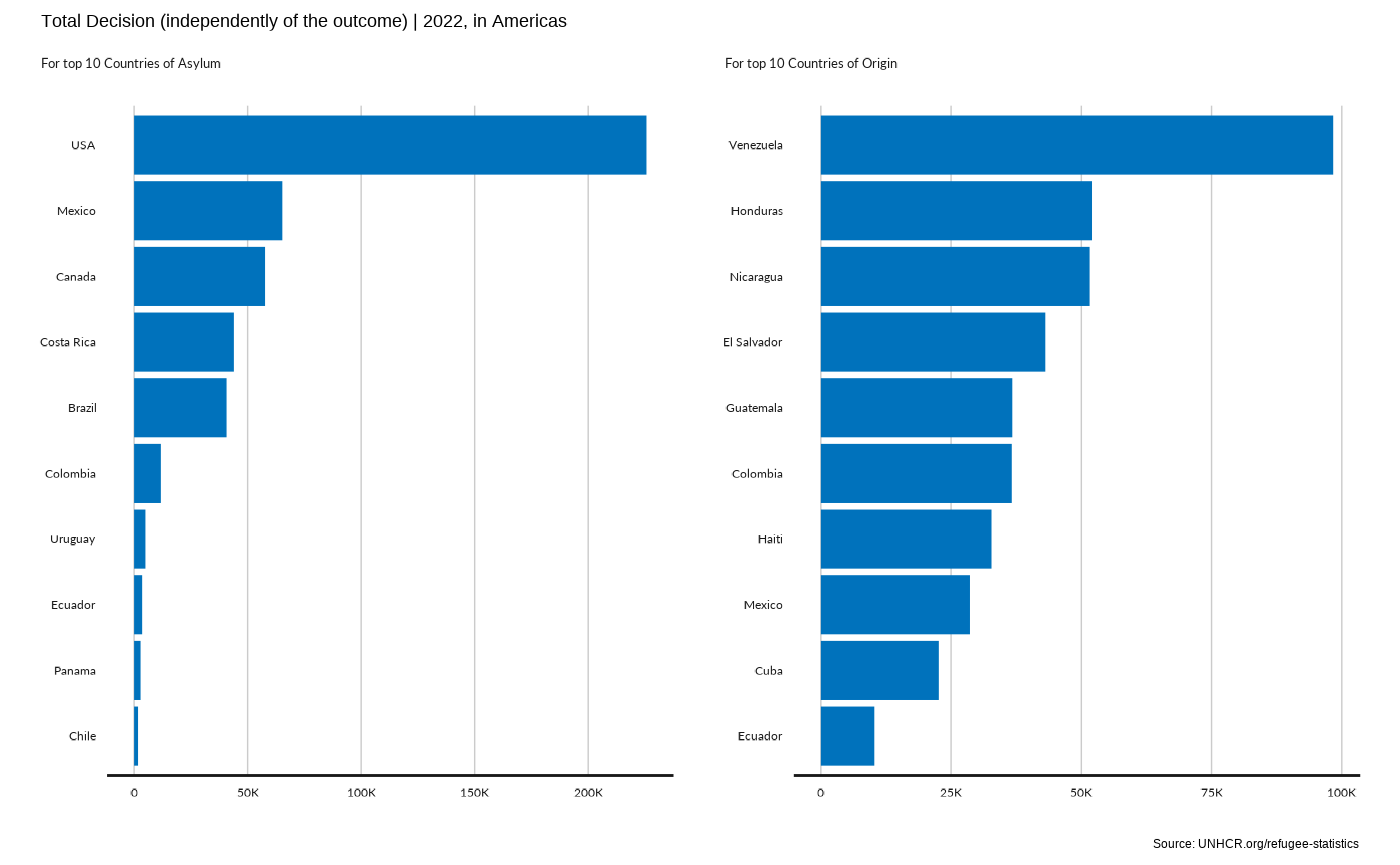 Total Decision (independently of the outcome) | 2022, in Americas
For top 10 Countries of Asylum
USA
Mexico
Canada
Costa Rica
Brazil
Colombia
Uruguay
Ecuador
Panama
Chile
0 50K 100K 150K 200K
For top 10 Countries of Origin
Venezuela
Honduras
Nicaragua
El Salvador
Guatemala
Colombia
Haiti
Mexico
Cuba
Ecuador
0 25K 50K 75K 100K
Source: UNHCR.org/refugee-statistics